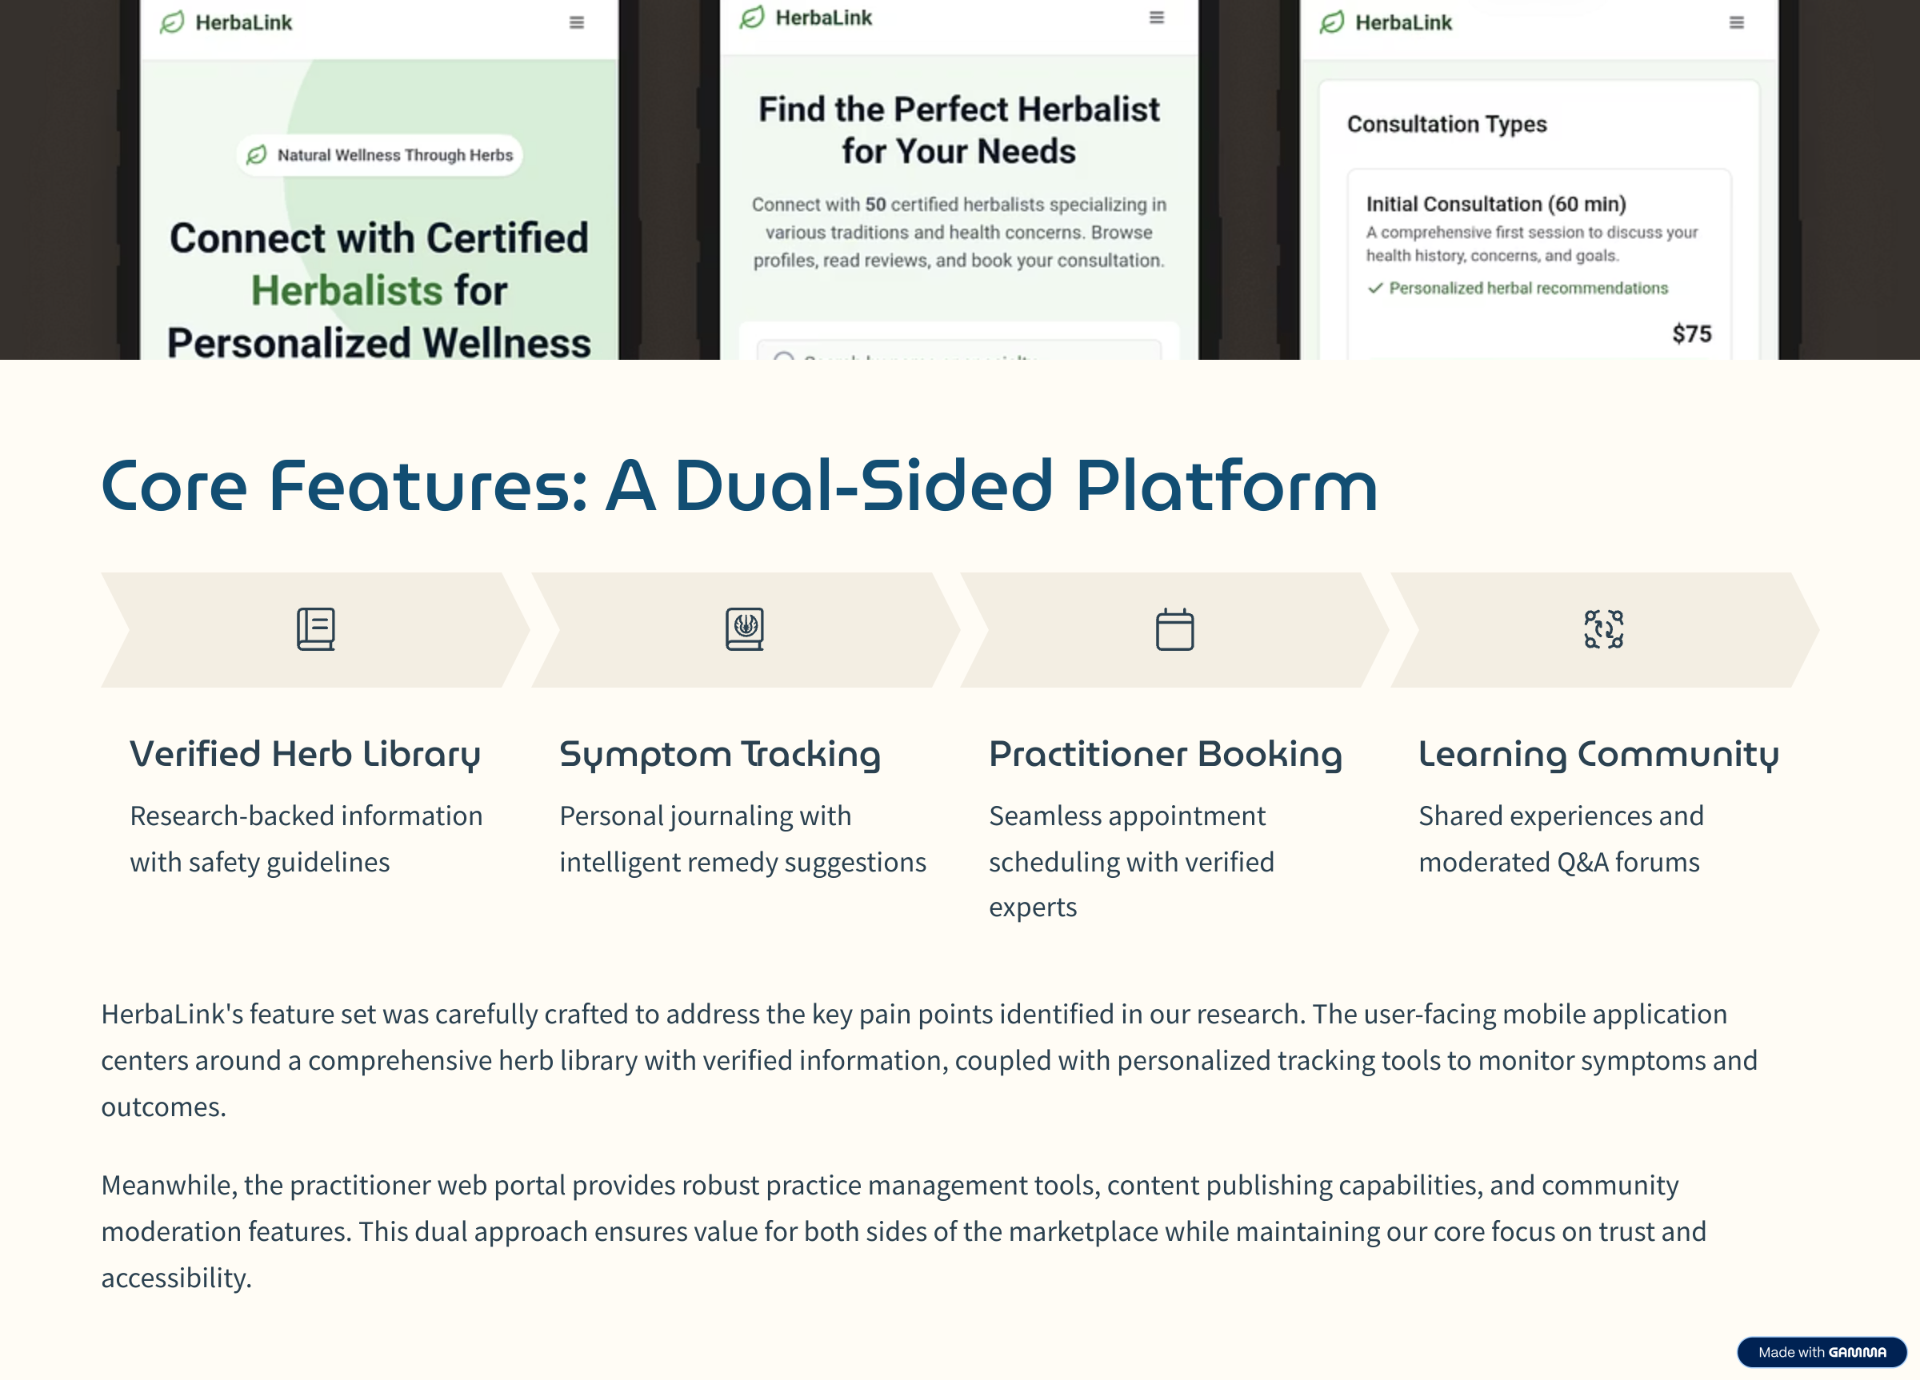 HerbaLink
Natural Wellness Through Herbs
Connect with Certified
Herbalists for
Personalized Wellness
HerbaLink
Find the Perfect Herbalist
for Your Needs
Connect with 50 certified herbalists specializing in
various traditions and health concerns. Browse
profiles, read reviews, and book your consultation.
HerbaLink
Consultation Types
Initial Consultation (60 min)
A comprehensive first session to discuss your
health history, concerns, and goals.
Personalized herbal recommendations
$75
Core Features: A Dual-Sided Platform
Verified Herb Library
Research-backed information
with safety guidelines
Symptom Tracking
Personal journaling with
intelligent remedy suggestions
Practitioner Booking
Seamless appointment
scheduling with verified
experts
Learning Community
Shared experiences and
moderated Q&A forums
HerbaLink's feature set was carefully crafted to address the key pain points identified in our research. The user-facing mobile application
centers around a comprehensive herb library with verified information, coupled with personalized tracking tools to monitor symptoms and
outcomes.
Meanwhile, the practitioner web portal provides robust practice management tools, content publishing capabilities, and community
moderation features. This dual approach ensures value for both sides of the marketplace while maintaining our core focus on trust and
accessibility.
Made with GAMMA